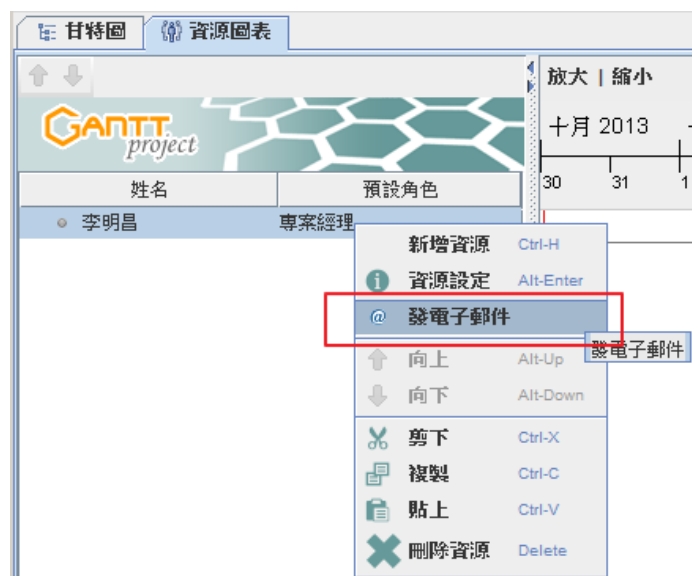 甘特圖 資源圖表
放大 | 縮小
GANTT
project
十月 2013
30 31 1
姓名 預設角色
李明昌 專案經理
新增資源 Ctrl-H
資源設定 Alt-Enter
@ 發電子郵件
發電子郵件
向上 Alt-Up
向下 Alt-Down
剪下 Ctrl-X
複製 Ctrl-C
貼上 Ctrl-V
刪除資源 Delete